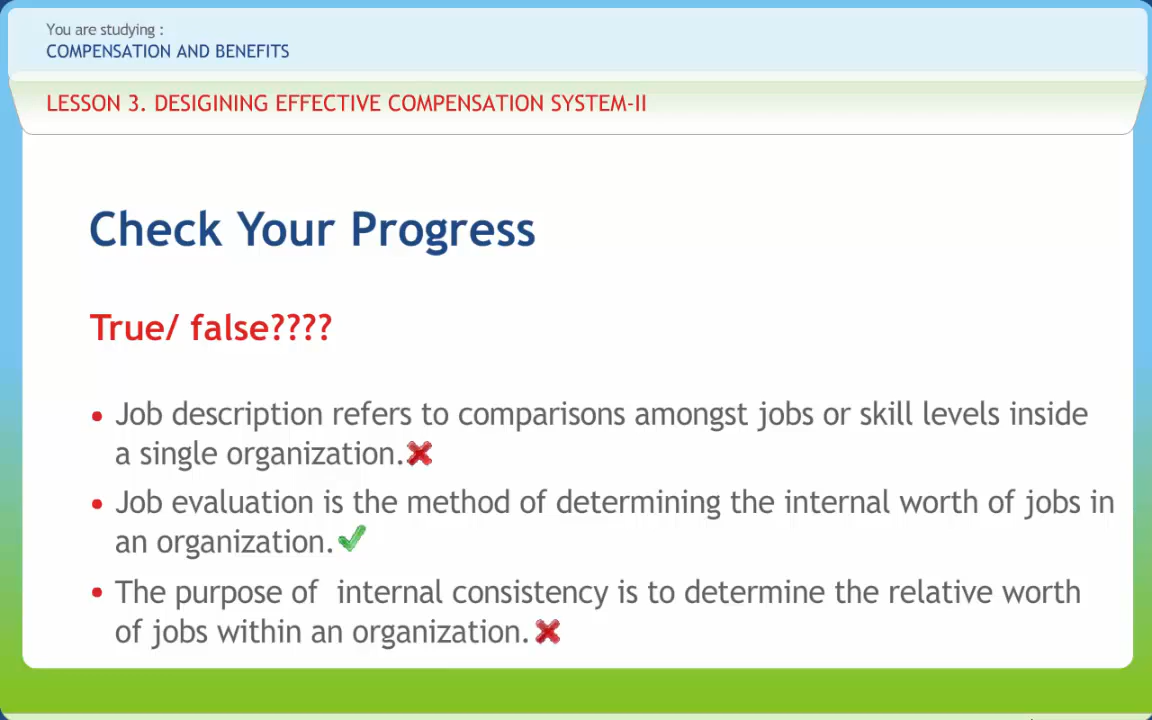 You are studying :
COMPENSATION AND BENEFITS
LESSON 3. DESIGINING EFFECTIVE COMPENSATION SYSTEM-II
Check Your Progress
True/ false????
• Job description refers to comparisons amongst jobs or skill levels inside
a single organization.
• Job evaluation is the method of determining the internal worth of jobs in
an organization.
• The purpose of internal consistency is to determine the relative worth
of jobs within an organization.